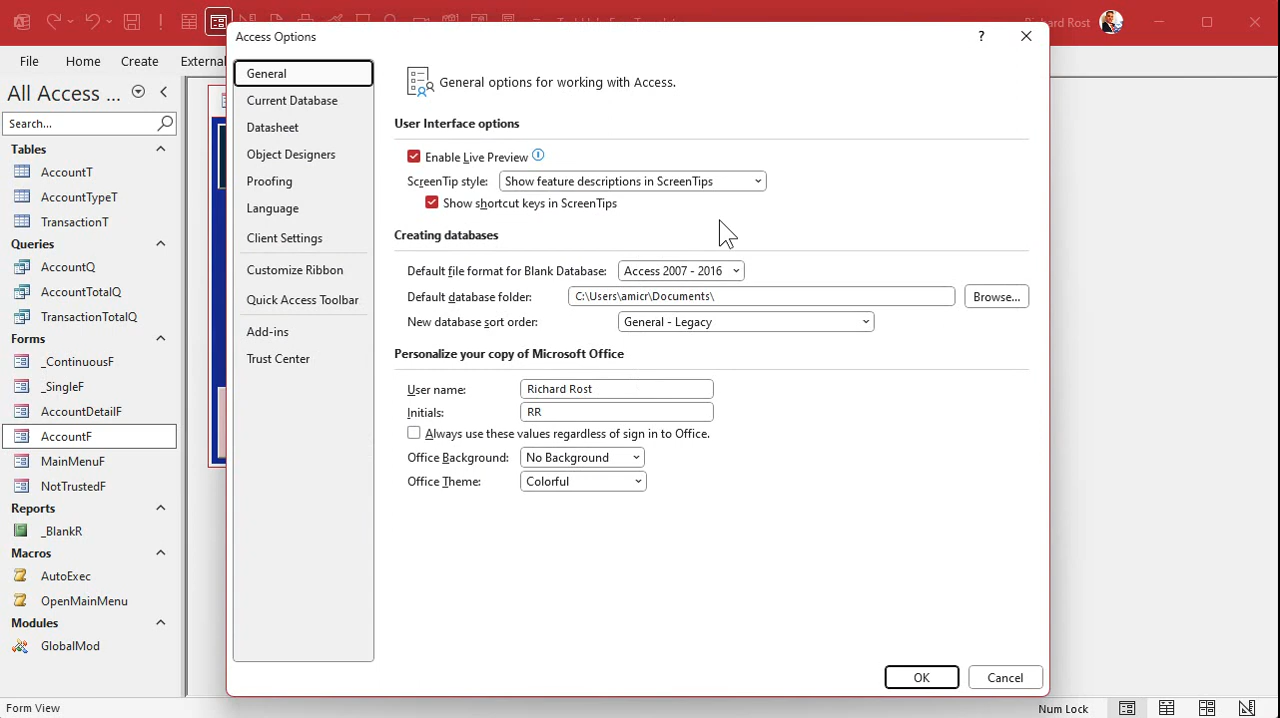 Richard Rost
Access Options
File
Home
Create
External
All Access ...
Search...
Tables
AccountT
AccountTypeT
TransactionT
Queries
AccountQ
AccountTotalQ
TransactionTotalQ
Forms
_ContinuousF
_SingleF
AccountDetailF
AccountF
MainMenuF
NotTrustedF
Reports
_BlankR
Macros
AutoExec
OpenMainMenu
Modules
GlobalMod
General
Current Database
Datasheet
Object Designers
Proofing
Language
Client Settings
Customize Ribbon
Quick Access Toolbar
Add-ins
Trust Center
General options for working with Access.
User Interface options
Enable Live Preview
ScreenTip style: Show feature descriptions in ScreenTips
Show shortcut keys in ScreenTips
Creating databases
Default file format for Blank Database: Access 2007 - 2016
Default database folder: C:\Users\amicr\Documents\ Browse...
New database sort order: General - Legacy
Personalize your copy of Microsoft Office
User name: Richard Rost
Initials: RR
Always use these values regardless of sign in to Office.
Office Background: No Background
Office Theme: Colorful
OK
Cancel
Form View
Num Lock